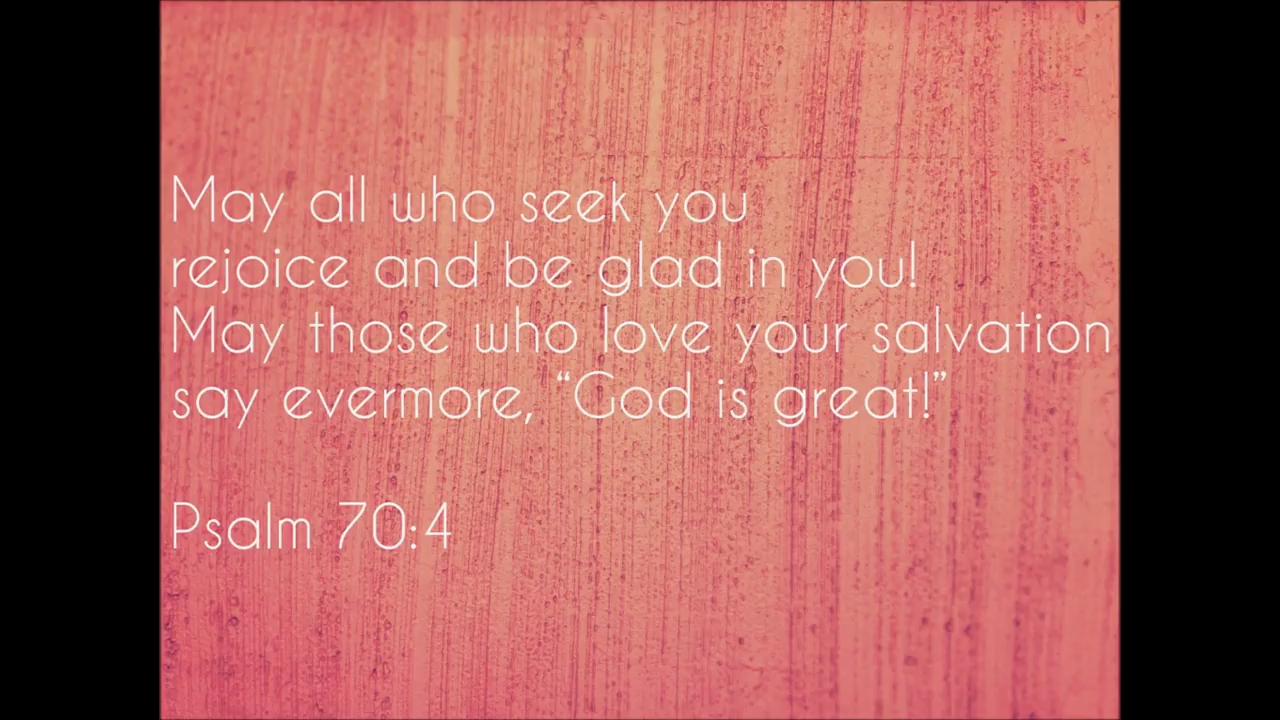 May all who seek you
rejoice and be glad in you!
May those who love your salvation
say evermore, “God is great!”
Psalm 70:4